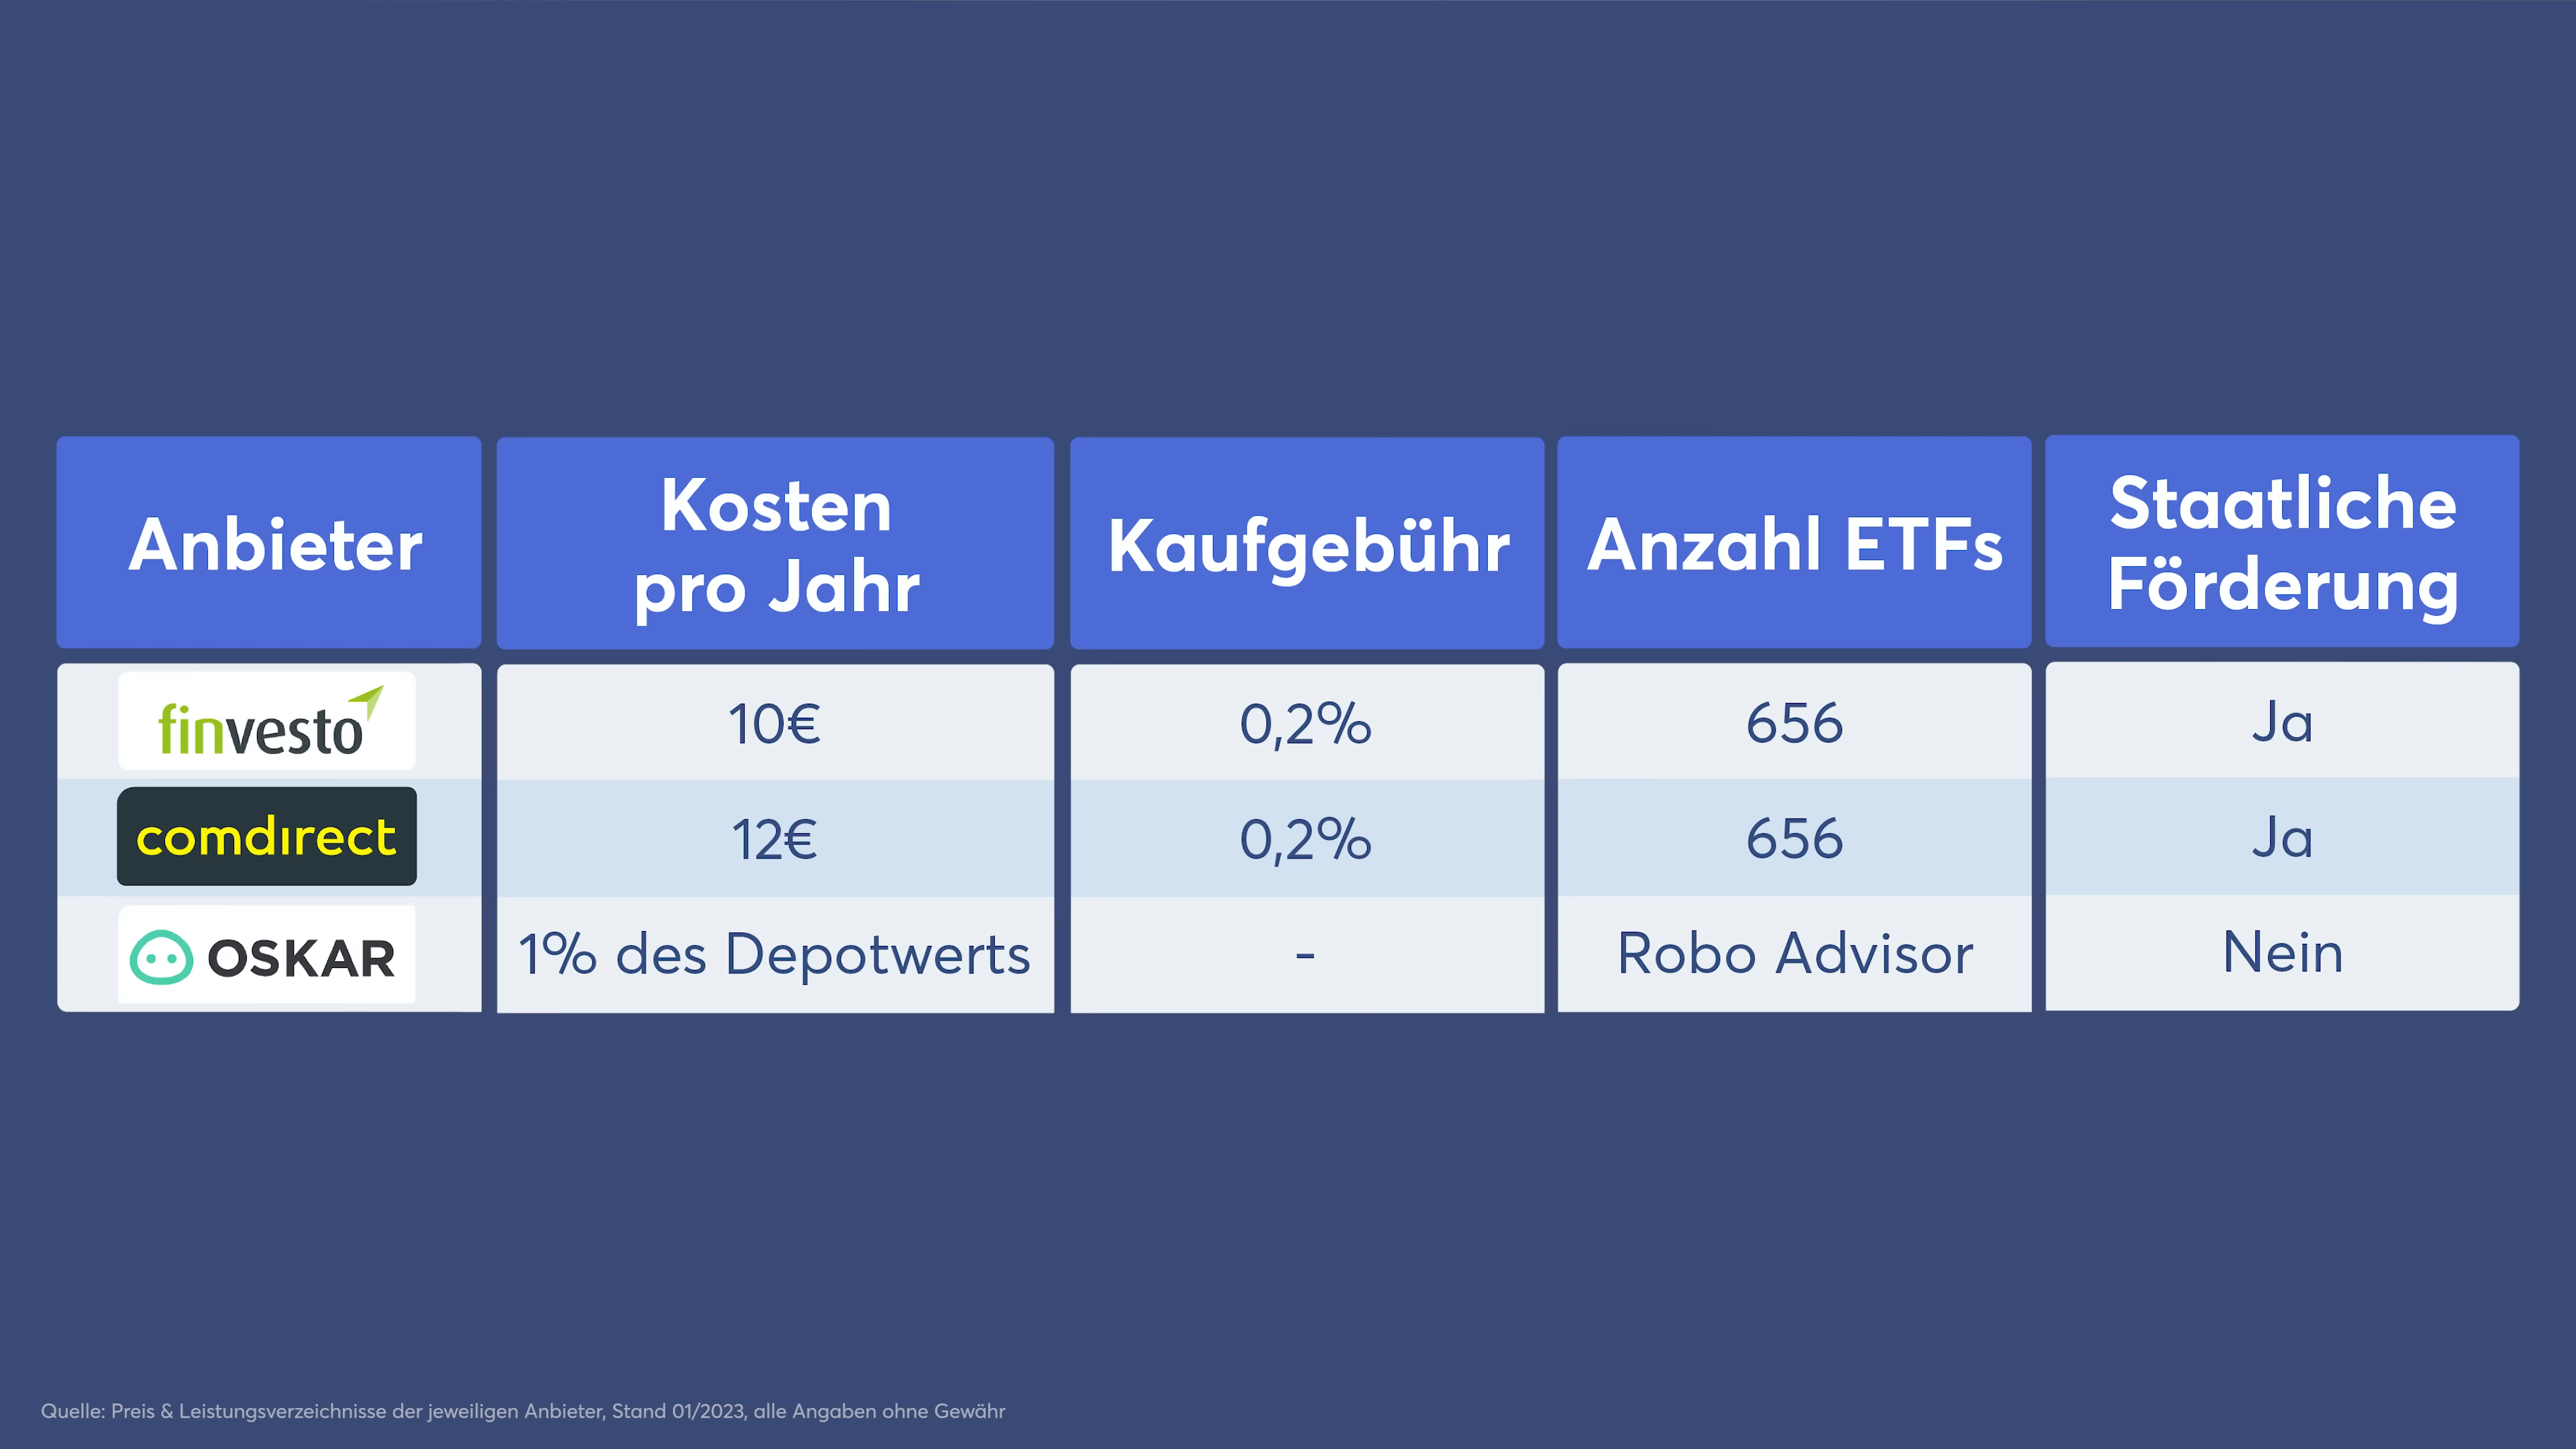 Anbieter
Kosten
pro Jahr
Kaufgebühr
Anzahl ETFs
Staatliche
Förderung
finvesto
10€
0,2%
656
Ja
comdırect
12€
0,2%
656
Ja
OSKAR
1% des Depotwerts
-
Robo Advisor
Nein
Quelle: Preis & Leistungsverzeichnisse der jeweiligen Anbieter, Stand 01/2023, alle Angaben ohne Gewähr